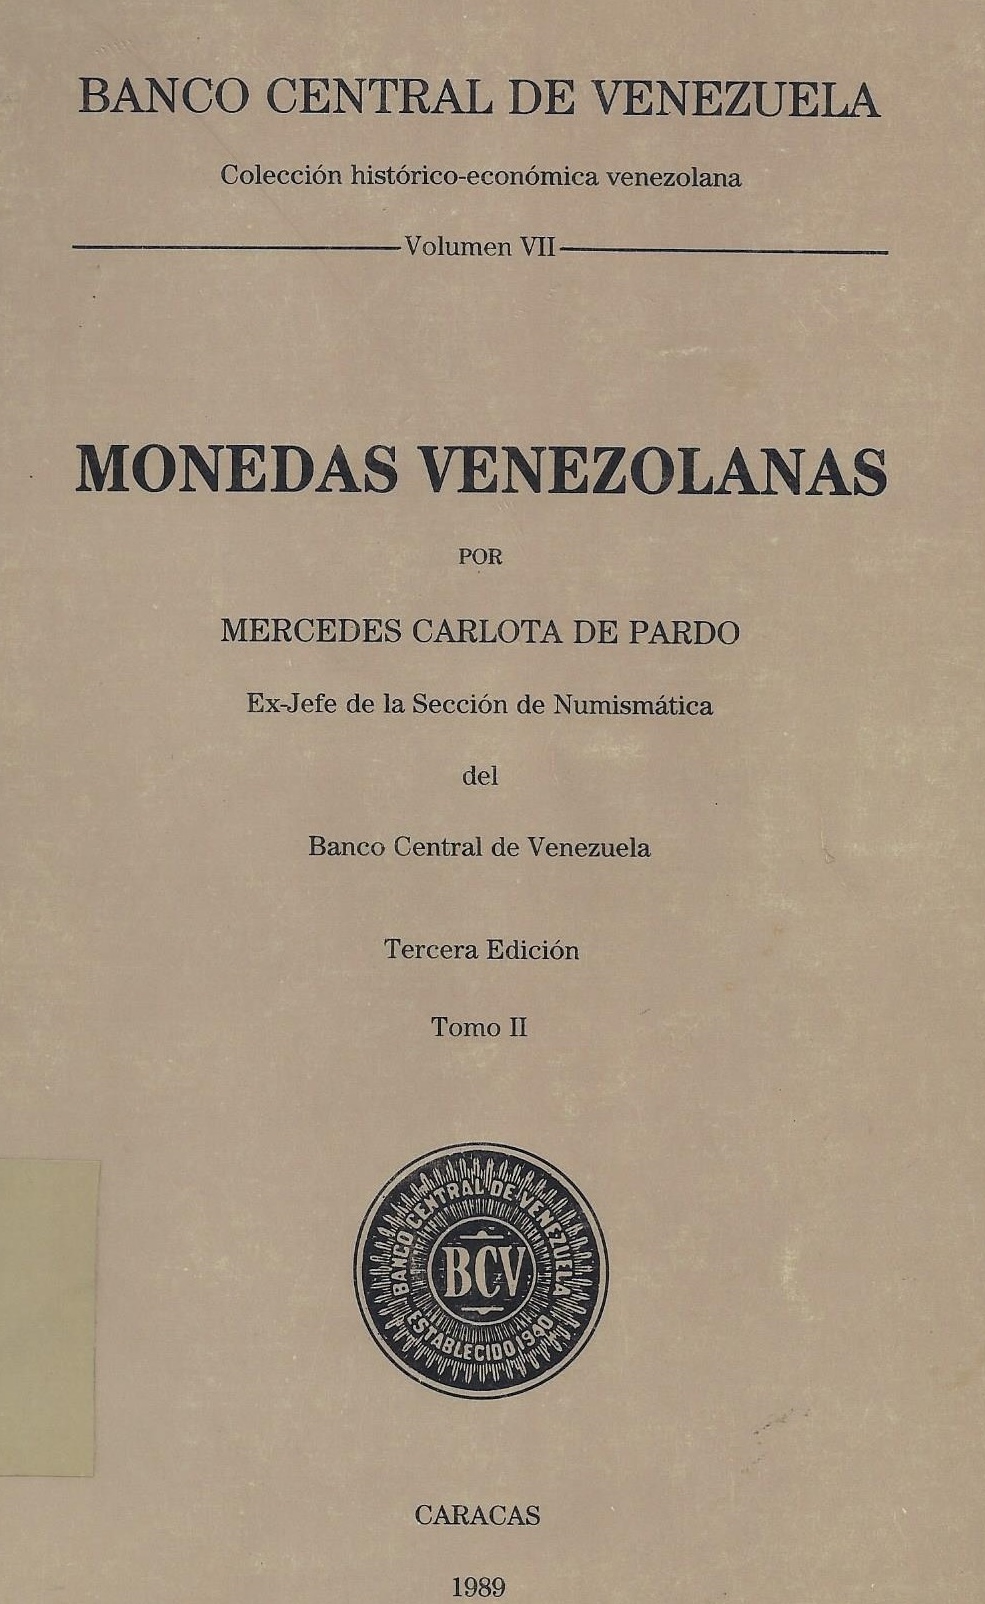 BANCO CENTRAL DE VENEZUELA
Colección histórico-económica venezolana
Volumen VII
MONEDAS VENEZOLANAS
POR
MERCEDES CARLOTA DE PARDO
Ex-Jefe de la Sección de Numismática
del
Banco Central de Venezuela
Tercera Edición
Tomo II
BANCO CENTRAL DE VENEZUELA
BCV
ESTABLECIDO 1940
CARACAS
1989